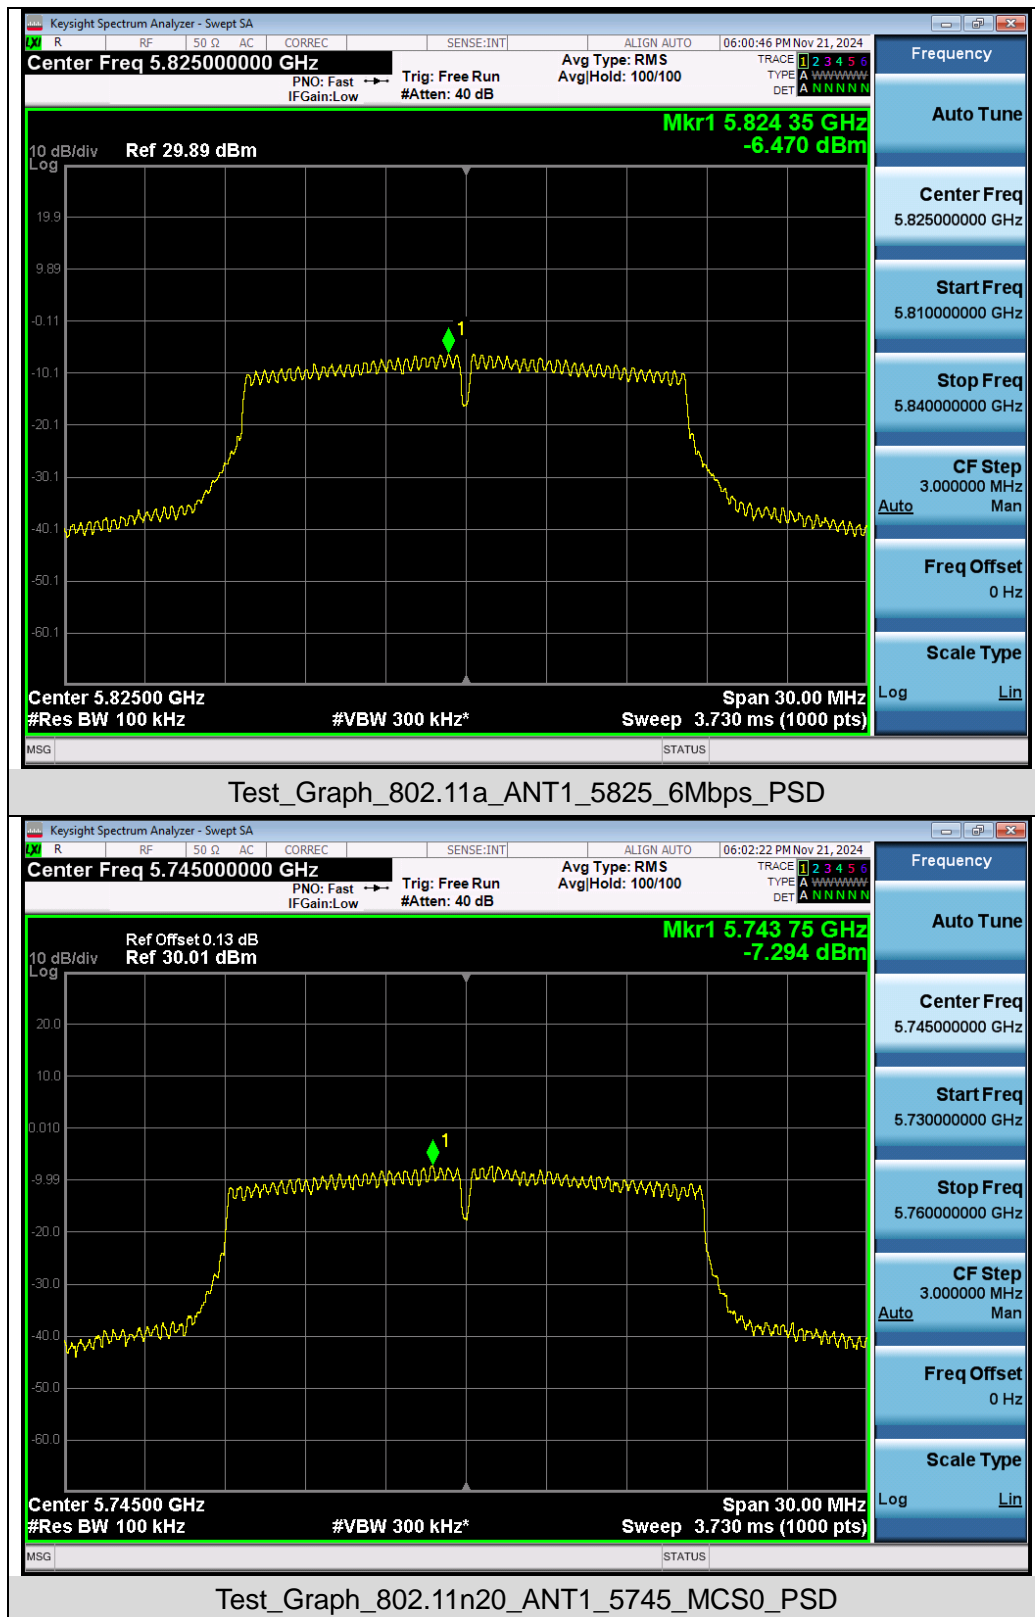 Keysight Spectrum Analyzer - Swept SA
LXI R RF 50 Ω AC CORREC SENSE:INT ALIGN AUTO 06:00:46 PM Nov 21, 2024
Center Freq 5.825000000 GHz
PNO: Fast
IFGain:Low
Trig: Free Run
#Atten: 40 dB
Avg Type: RMS
Avg|Hold: 100/100
TRACE 1 2 3 4 5 6
TYPE A WWWWW
DET A N N N N N
Mkr1 5.824 35 GHz
-6.470 dBm
10 dB/div Ref 29.89 dBm
Log
19.9
9.89
-0.11
1
-10.1
-20.1
-30.1
-40.1
-50.1
-60.1
Center 5.82500 GHz Span 30.00 MHz
#Res BW 100 kHz #VBW 300 kHz* Sweep 3.730 ms (1000 pts)
MSG STATUS
Frequency
Auto Tune
Center Freq
5.825000000 GHz
Start Freq
5.810000000 GHz
Stop Freq
5.840000000 GHz
CF Step
3.000000 MHz
Auto Man
Freq Offset
0 Hz
Scale Type
Log Lin
Test_Graph_802.11a_ANT1_5825_6Mbps_PSD
Keysight Spectrum Analyzer - Swept SA
LXI R RF 50 Ω AC CORREC SENSE:INT ALIGN AUTO 06:02:22 PM Nov 21, 2024
Center Freq 5.745000000 GHz
PNO: Fast
IFGain:Low
Trig: Free Run
#Atten: 40 dB
Avg Type: RMS
Avg|Hold: 100/100
TRACE 1 2 3 4 5 6
TYPE A WWWWW
DET A N N N N N
Mkr1 5.743 75 GHz
-7.294 dBm
Ref Offset 0.13 dB
10 dB/div Ref 30.01 dBm
Log
20.0
10.0
0.010
1
-9.99
-20.0
-30.0
-40.0
-50.0
-60.0
Center 5.74500 GHz Span 30.00 MHz
#Res BW 100 kHz #VBW 300 kHz* Sweep 3.730 ms (1000 pts)
MSG STATUS
Frequency
Auto Tune
Center Freq
5.745000000 GHz
Start Freq
5.730000000 GHz
Stop Freq
5.760000000 GHz
CF Step
3.000000 MHz
Auto Man
Freq Offset
0 Hz
Scale Type
Log Lin
Test_Graph_802.11n20_ANT1_5745_MCS0_PSD